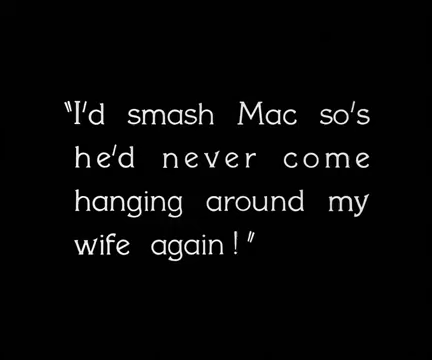 "I'd smash Mac so's
he'd never come
hanging around my
wife again!"